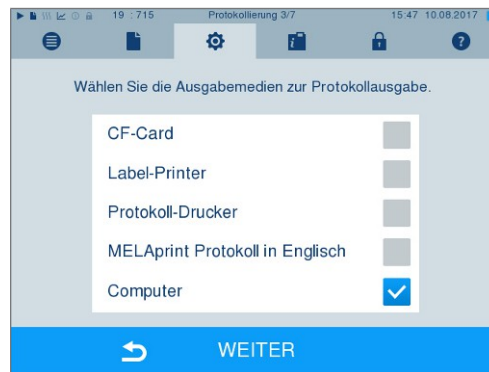 19 : 715 Protokollierung 3/7 15:47 10.08.2017
Wählen Sie die Ausgabemedien zur Protokollausgabe.
CF-Card
Label-Printer
Protokoll-Drucker
MELAprint Protokoll in Englisch
Computer
WEITER